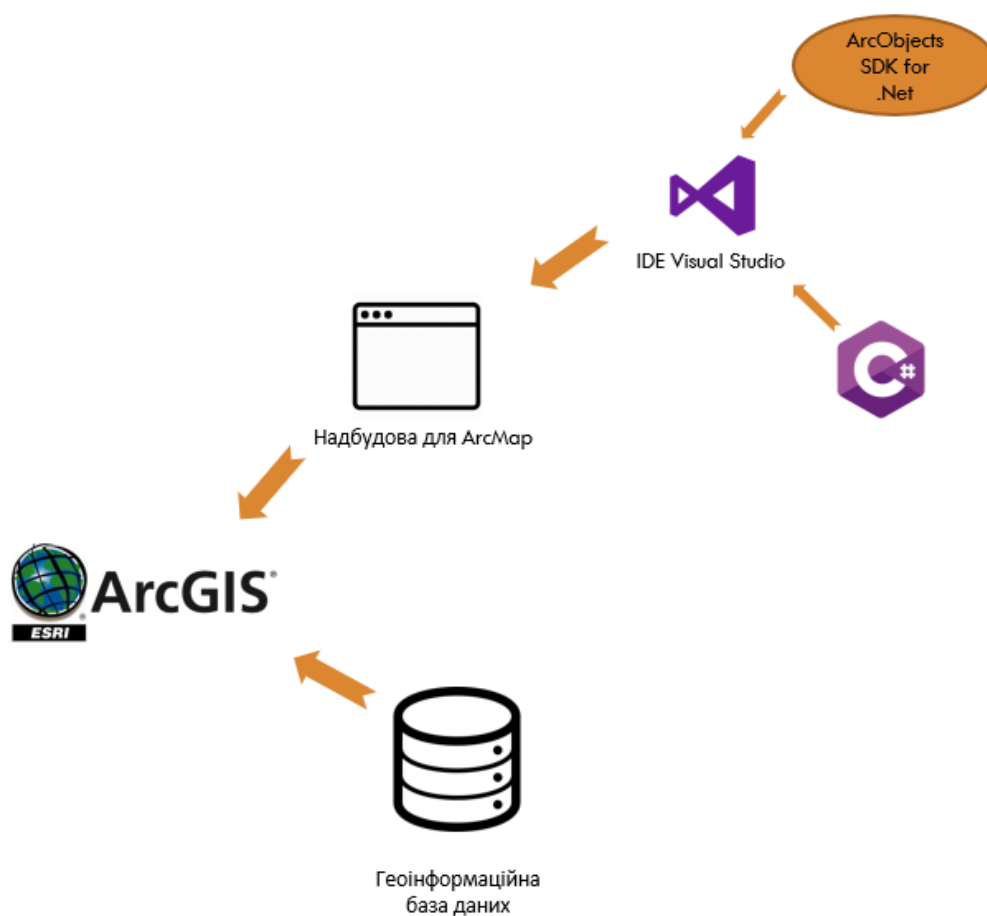 ArcObjects
SDK for
.Net
IDE Visual Studio
C#
Надбудова для ArcMap
ArcGIS®
ESRI®
Геоінформаційна
база даних